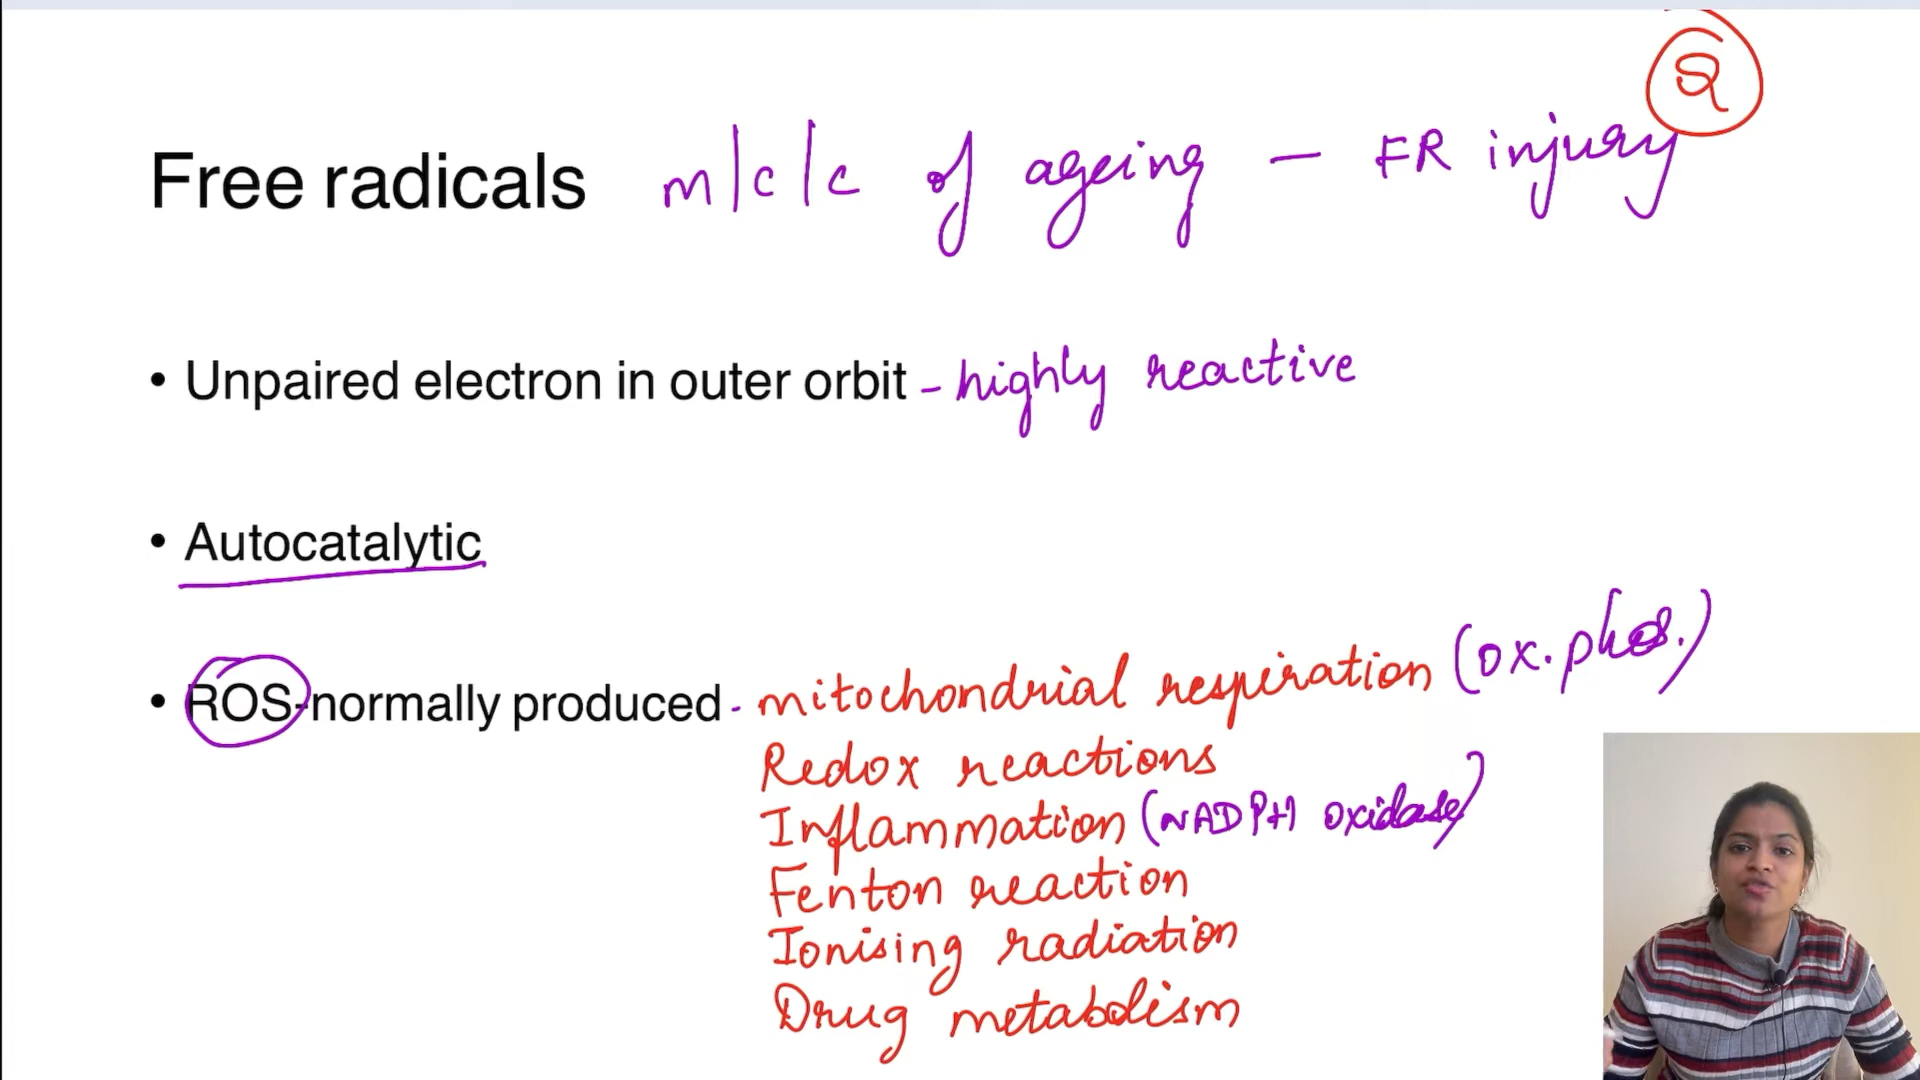 Q
Free radicals m/c/c of ageing - FR injury
• Unpaired electron in outer orbit - highly reactive
• Autocatalytic
• ROS-normally produced - mitochondrial respiration (ox. phos.)
Redox reactions
Inflammation (NADPH oxidase)
Fenton reaction
Ionising radiation
Drug metabolism